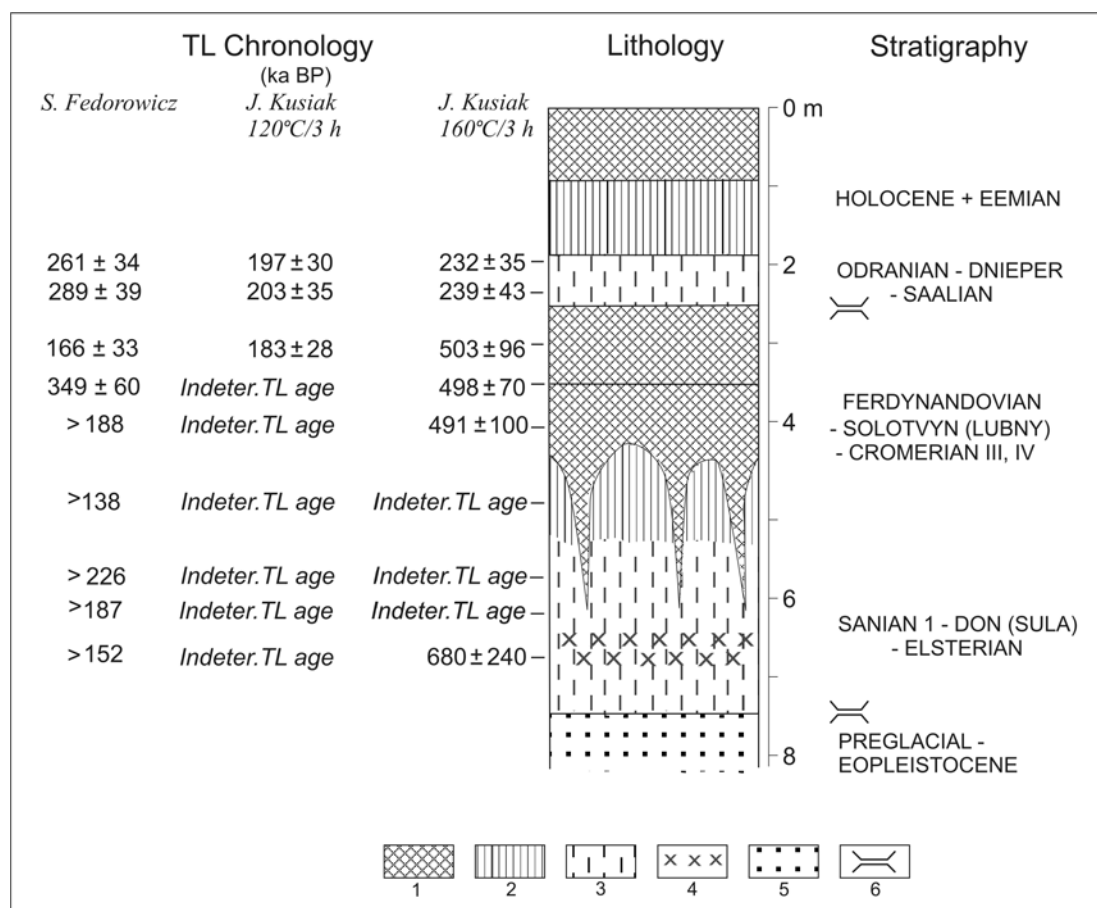 TL Chronology Lithology Stratigraphy
(ka BP)
S. Fedorowicz J. Kusiak J. Kusiak
120°C/3 h 160°C/3 h
0 m
HOLOCENE + EEMIAN
261 ± 34 197 ± 30 232 ± 35
2
ODRANIAN - DNIEPER
289 ± 39 203 ± 35 239 ± 43
- SAALIAN
166 ± 33 183 ± 28 503 ± 96
349 ± 60 Indeter.TL age 498 ± 70
FERDYNANDOVIAN
> 188 Indeter.TL age 491 ± 100
4
- SOLOTVYN (LUBNY)
- CROMERIAN III, IV
>138 Indeter.TL age Indeter.TL age
> 226 Indeter.TL age Indeter.TL age
6
>187 Indeter.TL age Indeter.TL age
SANIAN 1 - DON (SULA)
- ELSTERIAN
> 152 Indeter.TL age 680 ± 240
PREGLACIAL -
8
EOPLEISTOCENE
1 2 3 4 5 6